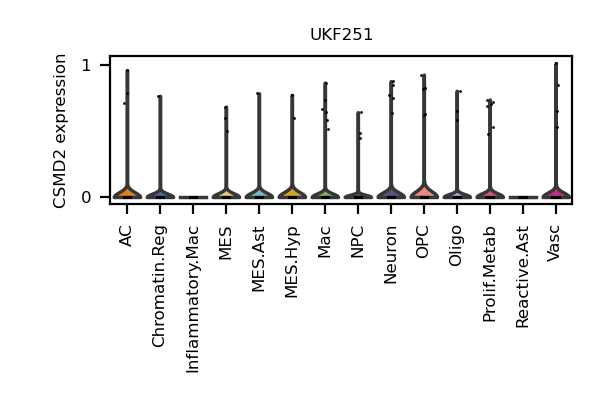 UKF251
CSMD2 expression
1
0
AC
Chromatin.Reg
Inflammatory.Mac
MES
MES.Ast
MES.Hyp
Mac
NPC
Neuron
OPC
Oligo
Prolif.Metab
Reactive.Ast
Vasc